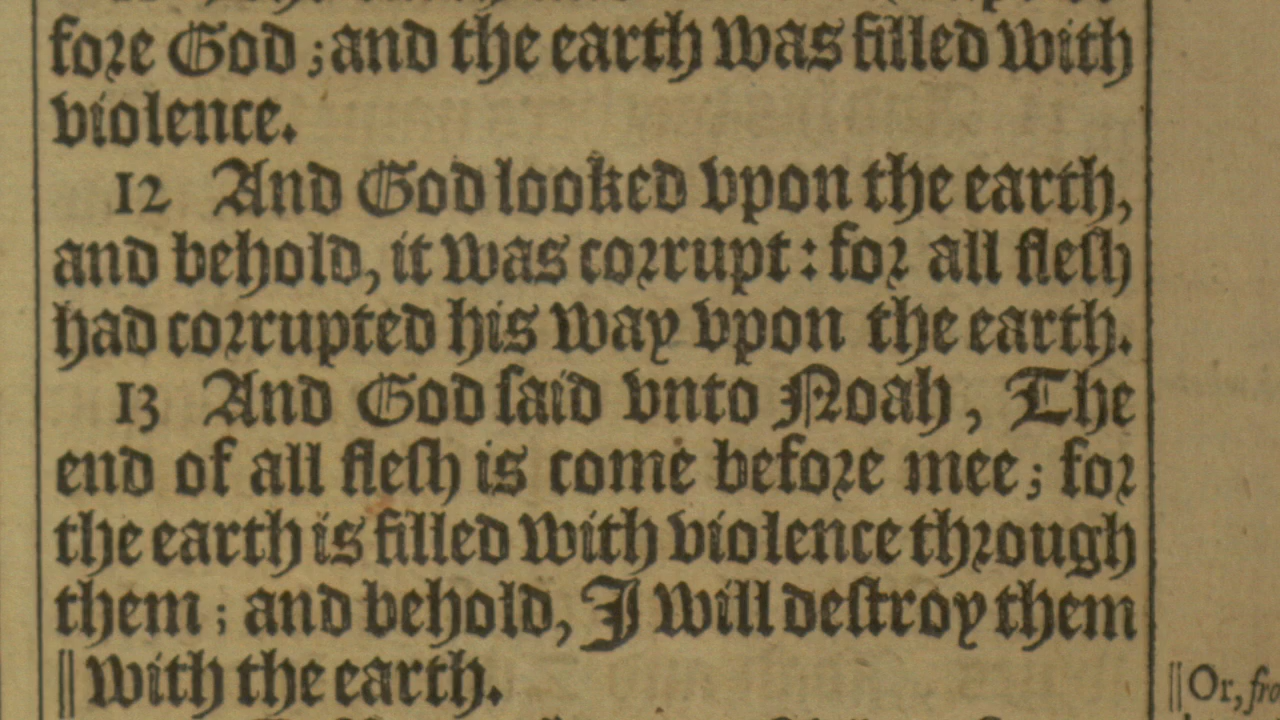 fore God; and the earth was filled with
violence.
12 And God looked vpon the earth,
and behold, it was corrupt: for all flesh
had corrupted his way vpon the earth.
13 And God said vnto Noah, The
end of all flesh is come before mee; for
the earth is filled with violence through
them; and behold, I will destroy them
|| with the earth.
|| Or, fro